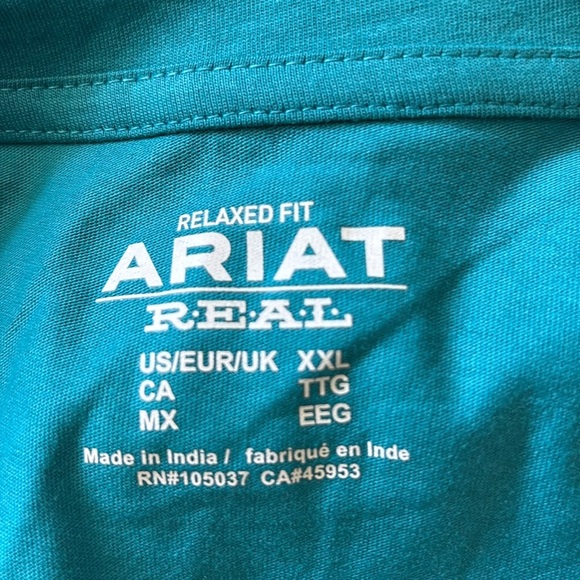 RELAXED FIT
ARIAT
R·E·A·L
US/EUR/UK XXL
CA TTG
MX EEG
Made in India / fabriqué en Inde
RN#105037 CA#45953